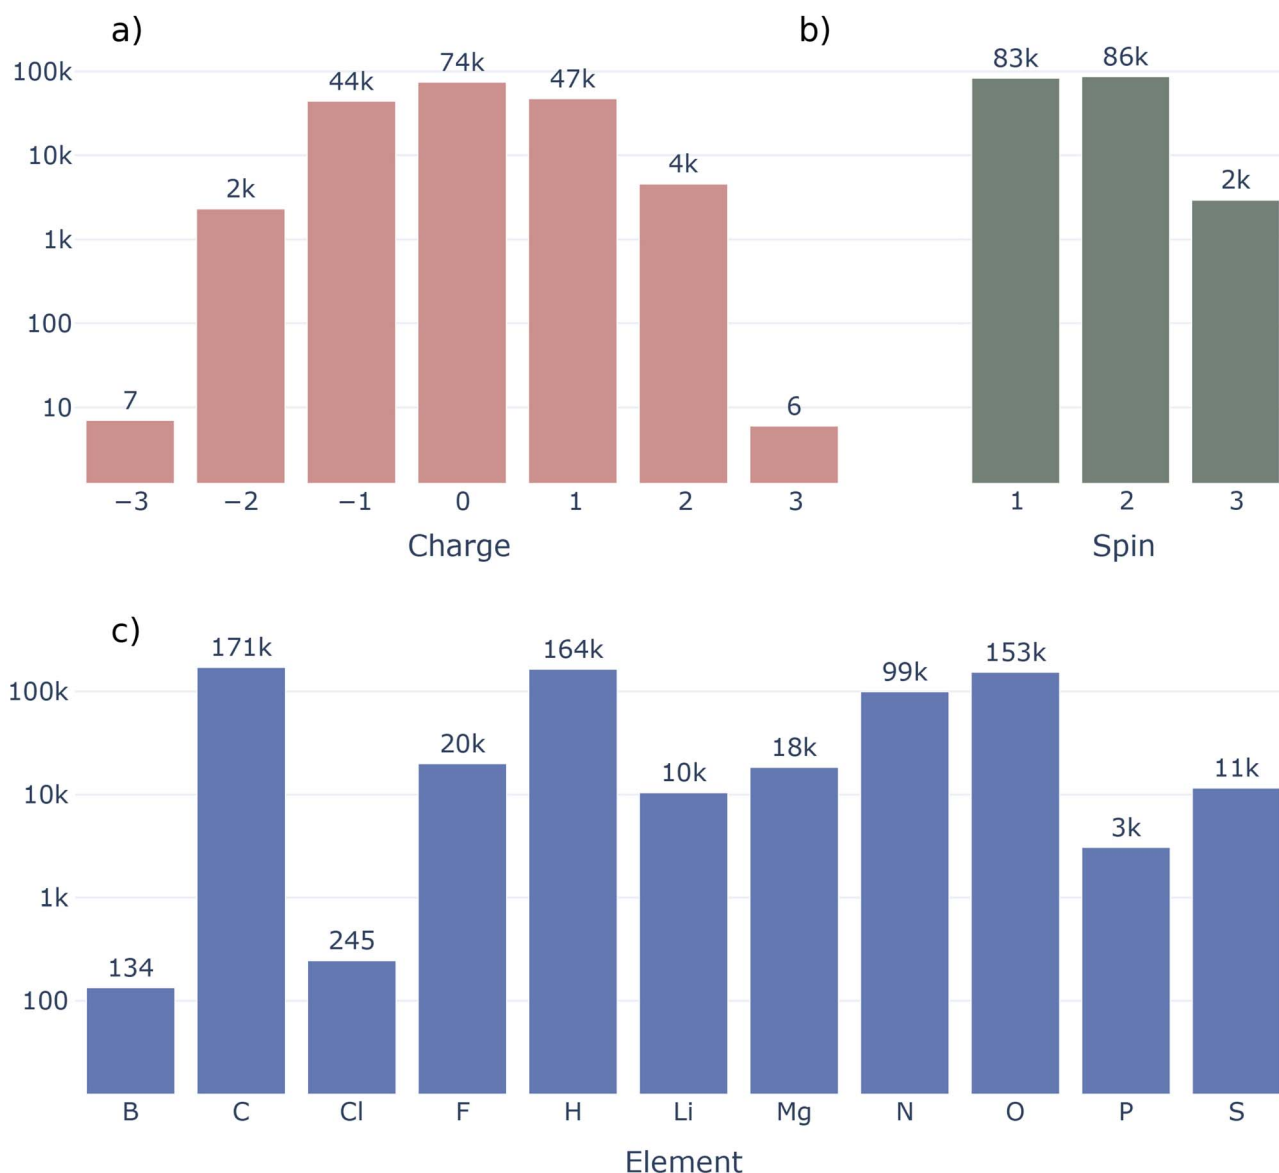 a)
b)
100k
10k
1k
100
10
7
2k
44k
74k
47k
4k
6
83k
86k
2k
−3 −2 −1 0 1 2 3
1 2 3
Charge
Spin
c)
100k
10k
1k
100
134
171k
245
20k
164k
10k
18k
99k
153k
3k
11k
B C Cl F H Li Mg N O P S
Element